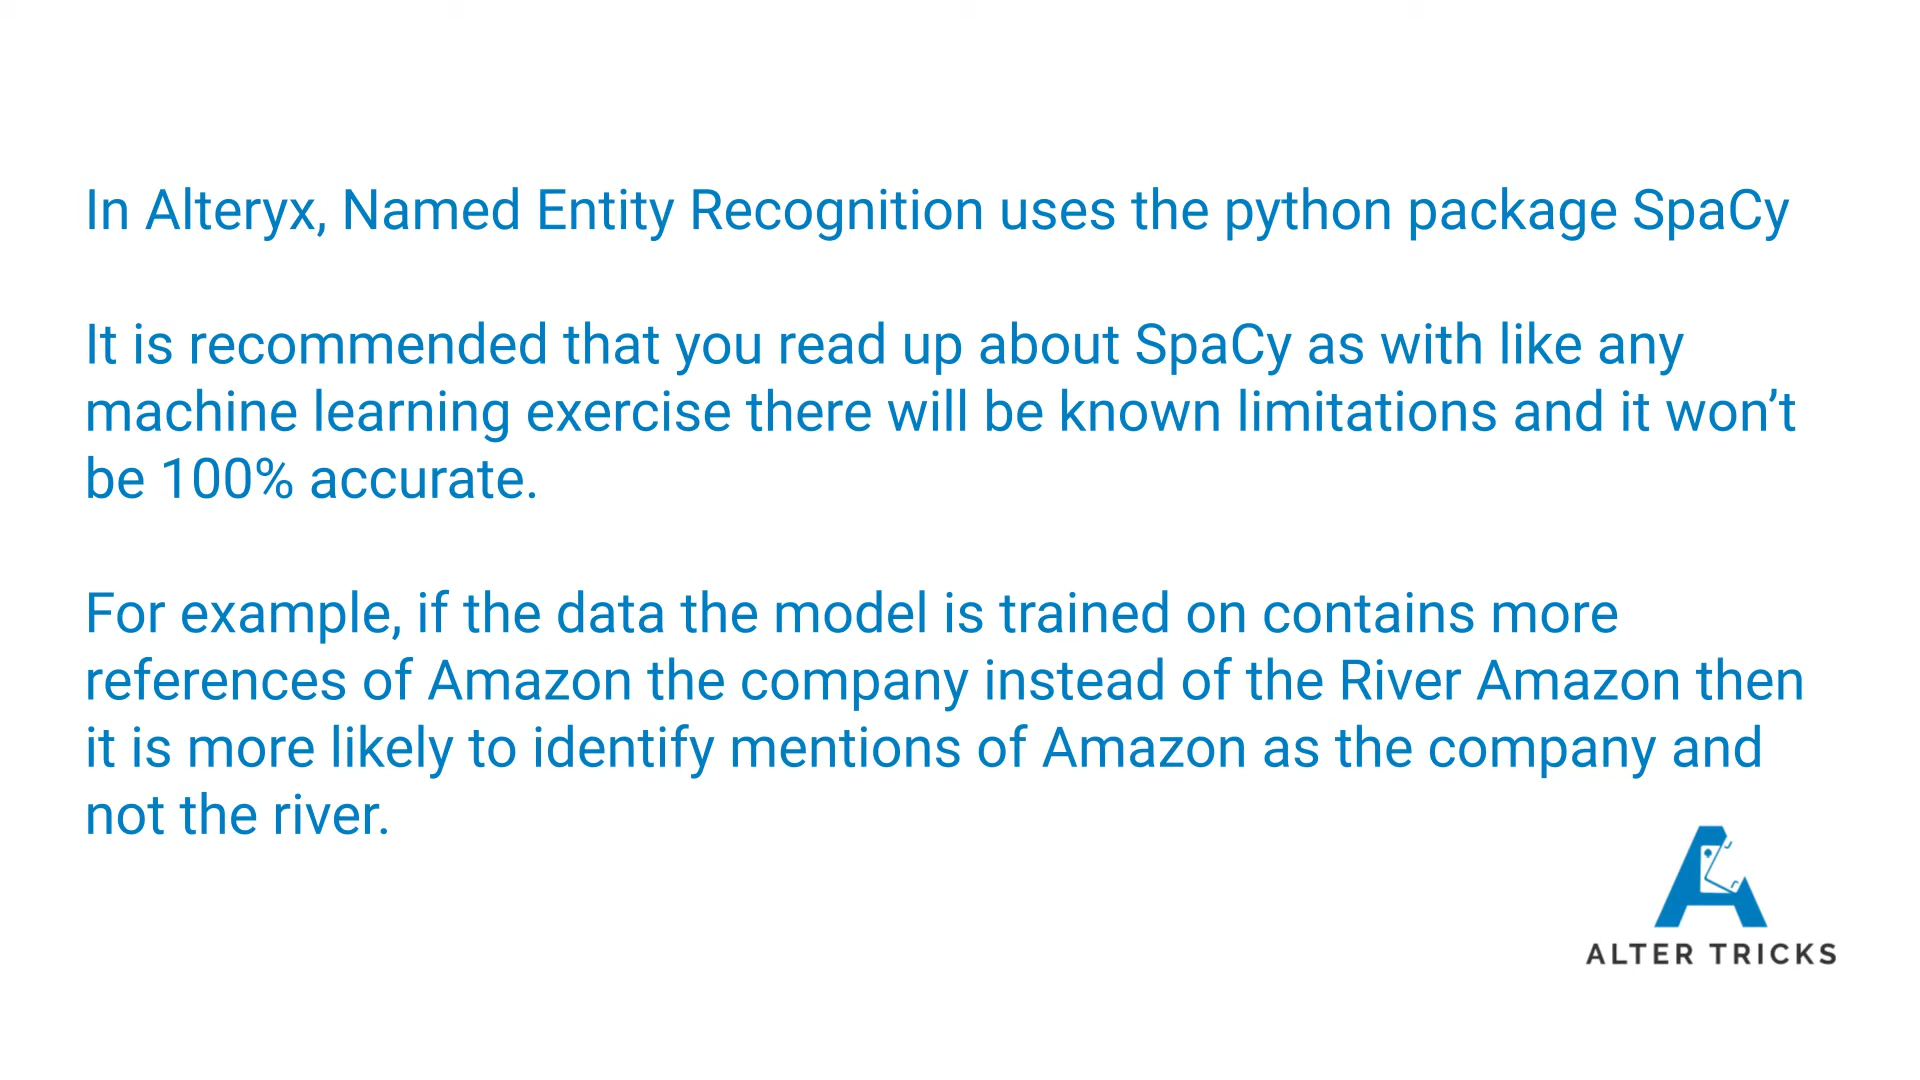 In Alteryx, Named Entity Recognition uses the python package SpaCy
It is recommended that you read up about SpaCy as with like any
machine learning exercise there will be known limitations and it won’t
be 100% accurate.
For example, if the data the model is trained on contains more
references of Amazon the company instead of the River Amazon then
it is more likely to identify mentions of Amazon as the company and
not the river.
ALTER TRICKS